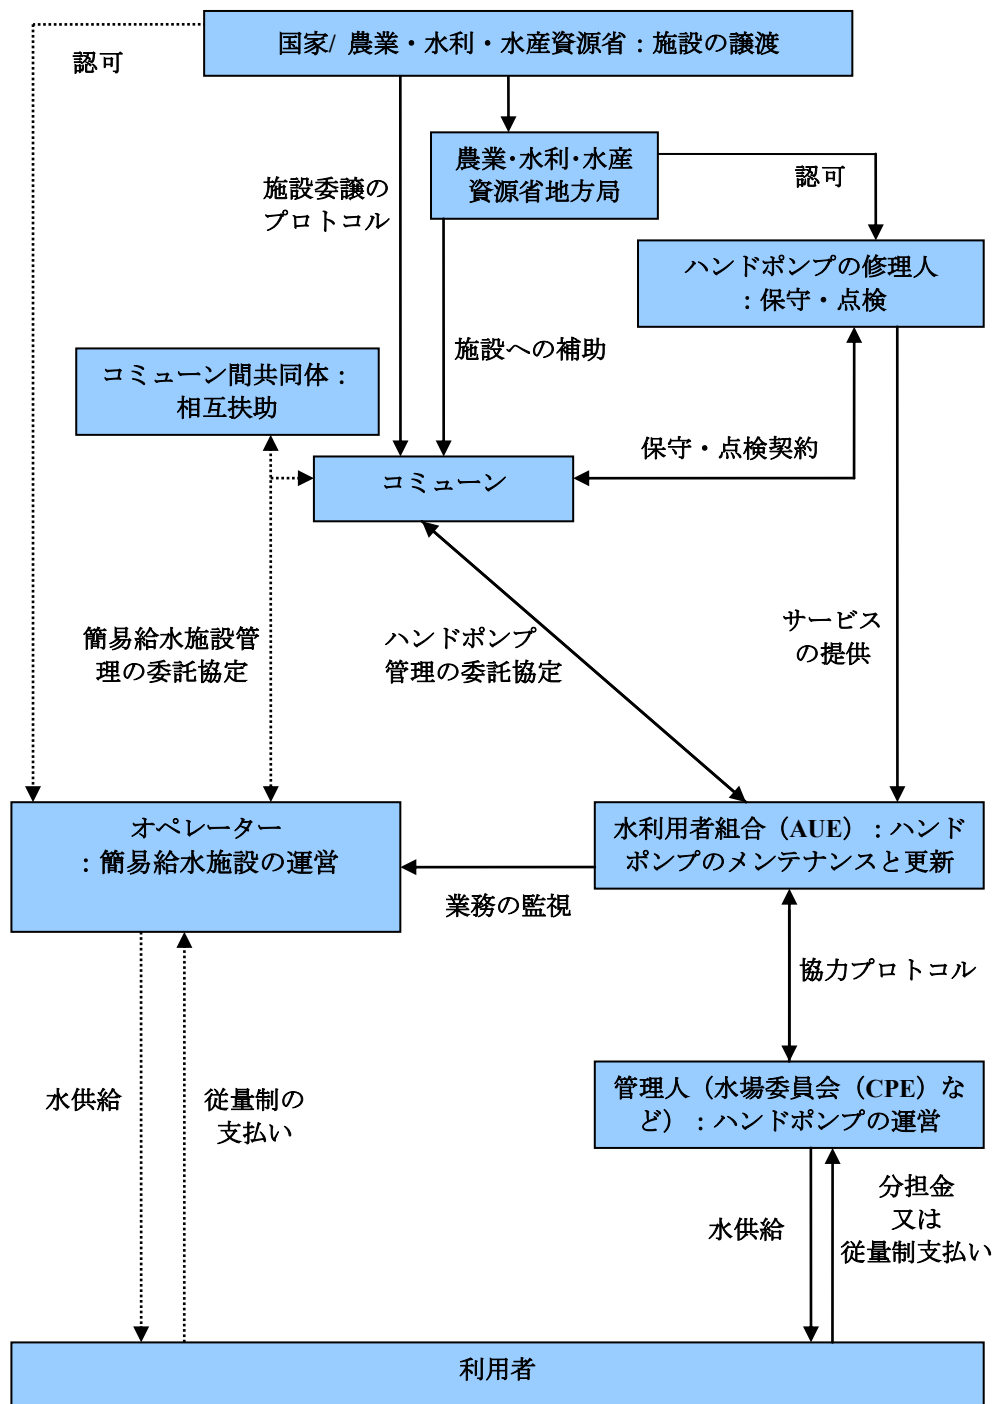 国家/ 農業・水利・水産資源省：施設の譲渡
認可
農業・水利・水産
資源省地方局
認可
施設委譲の
プロトコル
ハンドポンプの修理人
：保守・点検
施設への補助
コミューン間共同体：
相互扶助
保守・点検契約
コミューン
サービス
の提供
簡易給水施設管
理の委託協定
ハンドポンプ
管理の委託協定
オペレーター
：簡易給水施設の運営
水利用者組合（AUE）：ハンド
ポンプのメンテナンスと更新
業務の監視
協力プロトコル
管理人（水場委員会（CPE）な
ど）：ハンドポンプの運営
水供給
従量制の
支払い
水供給
分担金
又は
従量制支払い
利用者